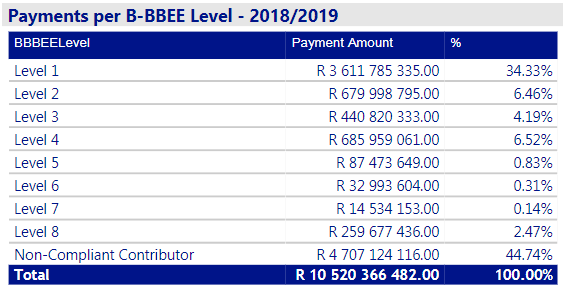 Payments per B-BBEE Level - 2018/2019
BBBEELevel Payment Amount %
Level 1 R 3 611 785 335.00 34.33%
Level 2 R 679 998 795.00 6.46%
Level 3 R 440 820 333.00 4.19%
Level 4 R 685 959 061.00 6.52%
Level 5 R 87 473 649.00 0.83%
Level 6 R 32 993 604.00 0.31%
Level 7 R 14 534 153.00 0.14%
Level 8 R 259 677 436.00 2.47%
Non-Compliant Contributor R 4 707 124 116.00 44.74%
Total R 10 520 366 482.00 100.00%